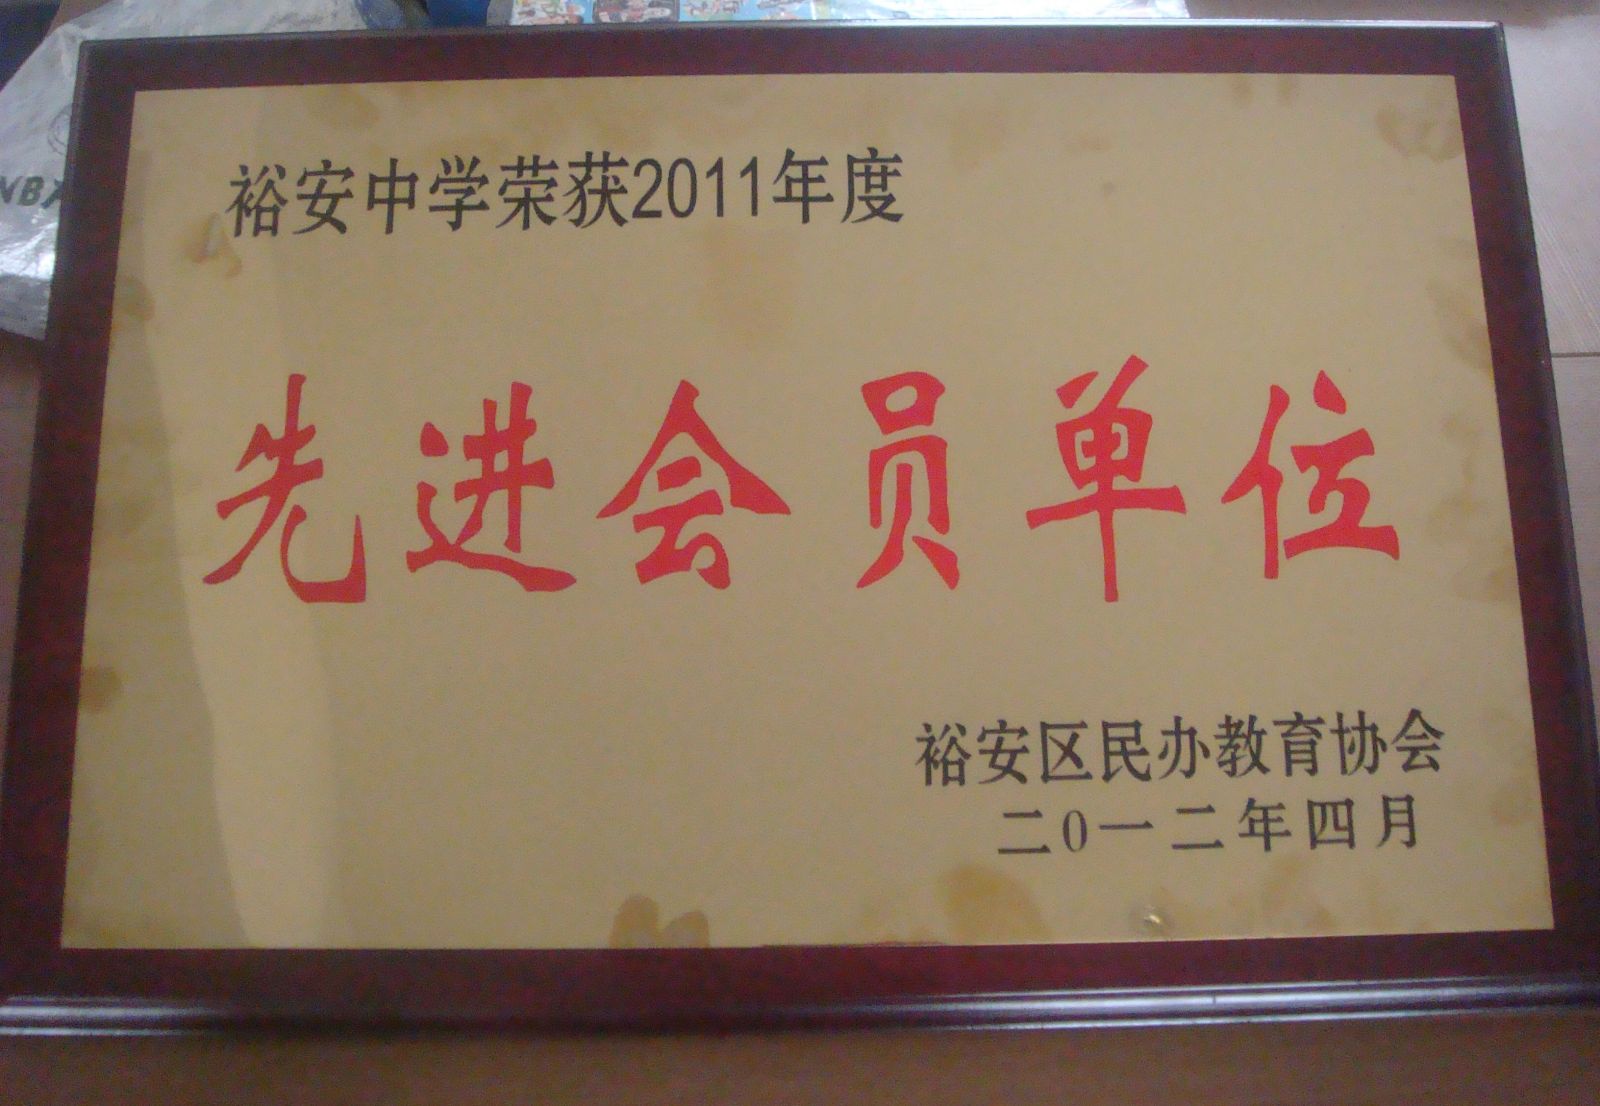 裕安中学荣获2011年度
先进会员单位
裕安区民办教育协会
二0一二年四月